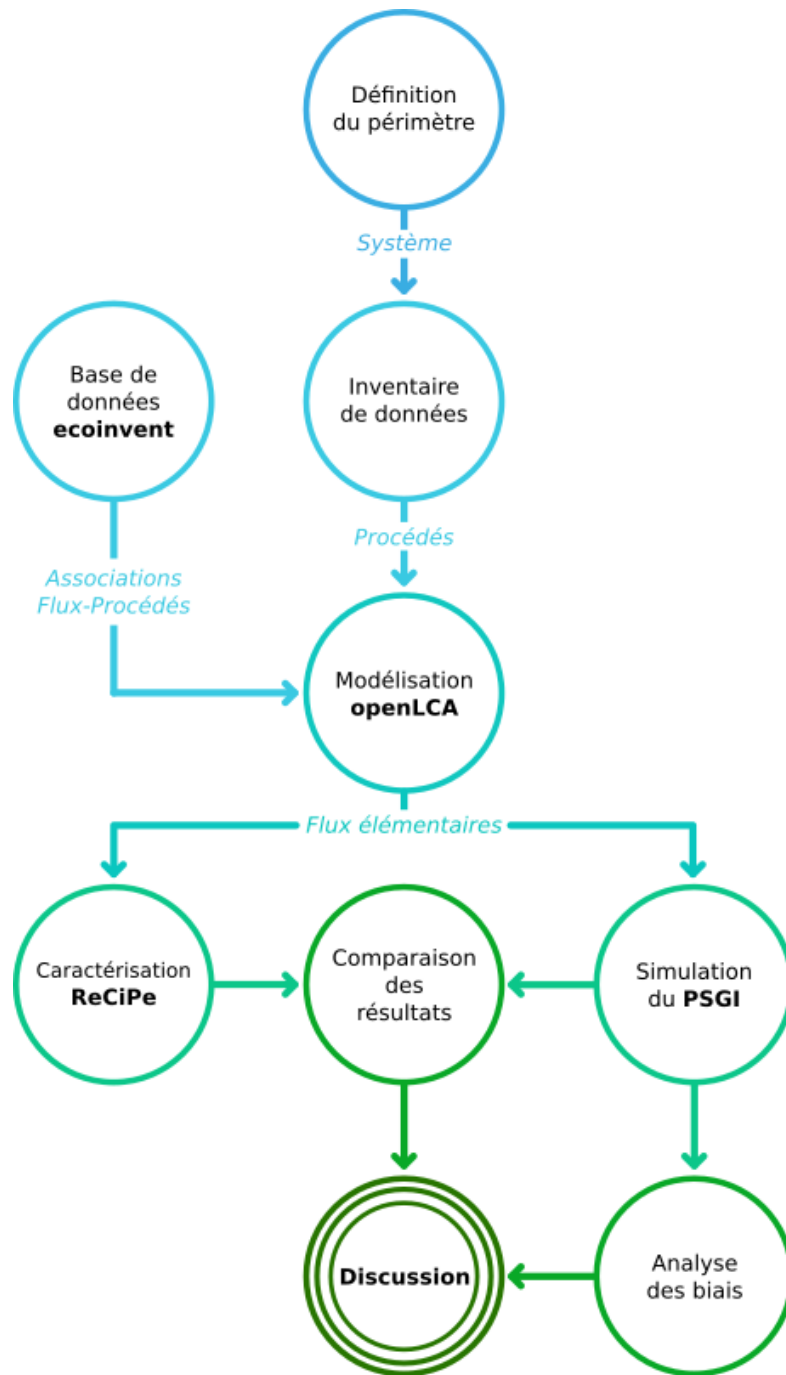 Définition
du périmètre
Système
Base de
données
ecoinvent
Inventaire
de données
Procédés
Associations
Flux-Procédés
Modélisation
openLCA
Flux élémentaires
Caractérisation
ReCiPe
Comparaison
des
résultats
Simulation
du PSGI
Discussion
Analyse
des biais